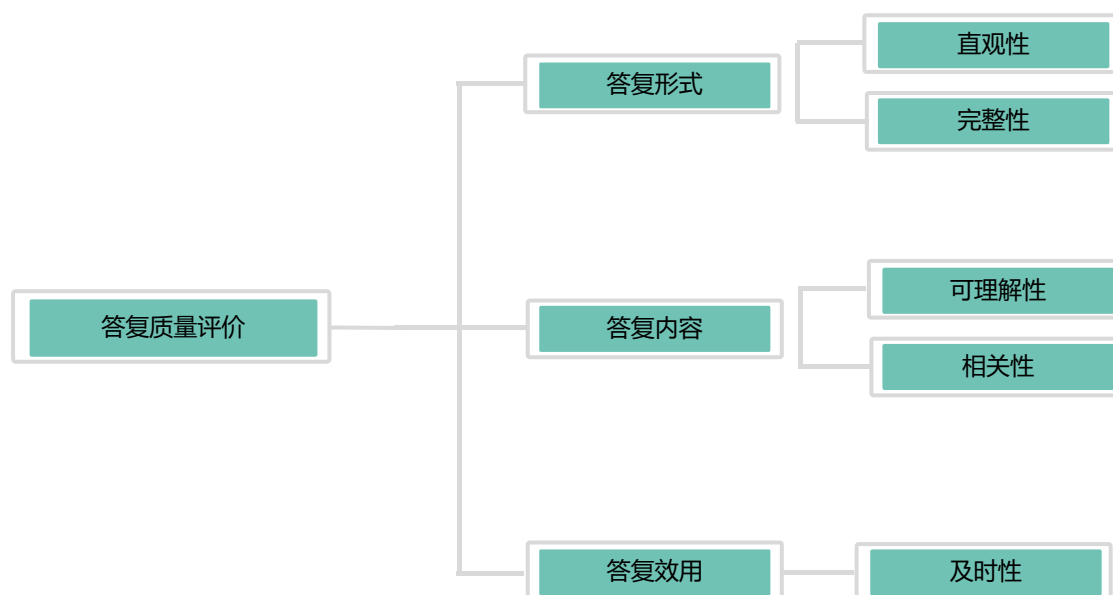 答复质量评价
答复形式
直观性
完整性
答复内容
可理解性
相关性
答复效用
及时性